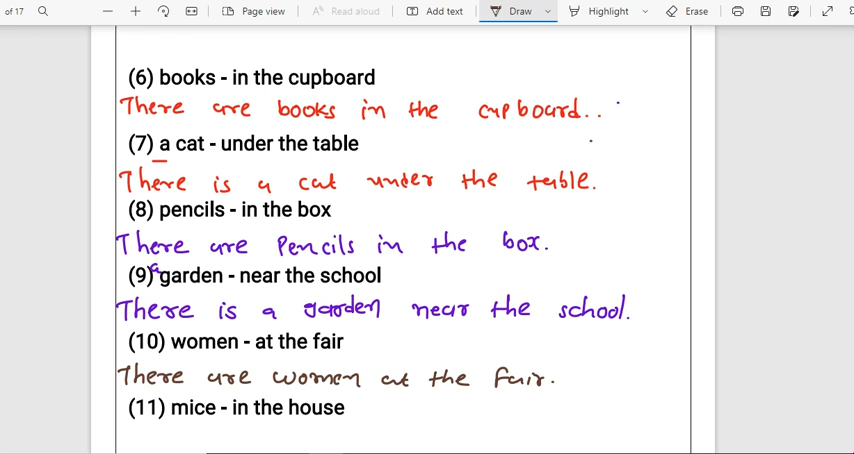 of 17 Page view Read aloud Add text Draw Highlight Erase
(6) books - in the cupboard
There are books in the cupboard..
(7) a cat - under the table
There is a cat under the table.
(8) pencils - in the box
There are Pencils in the box.
(9) a garden - near the school
There is a garden near the school.
(10) women - at the fair
There are women at the fair.
(11) mice - in the house